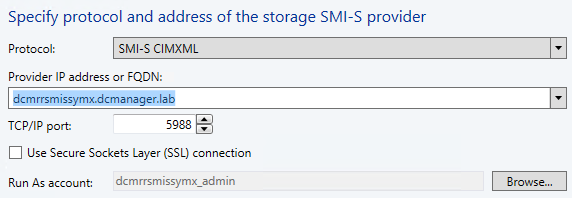 Specify protocol and address of the storage SMI-S provider
Protocol: SMI-S CIMXML
Provider IP address or FQDN:
dcmrrsmissymx.dcmanager.lab
TCP/IP port: 5988
Use Secure Sockets Layer (SSL) connection
Run As account: dcmrrsmissymx_admin Browse...